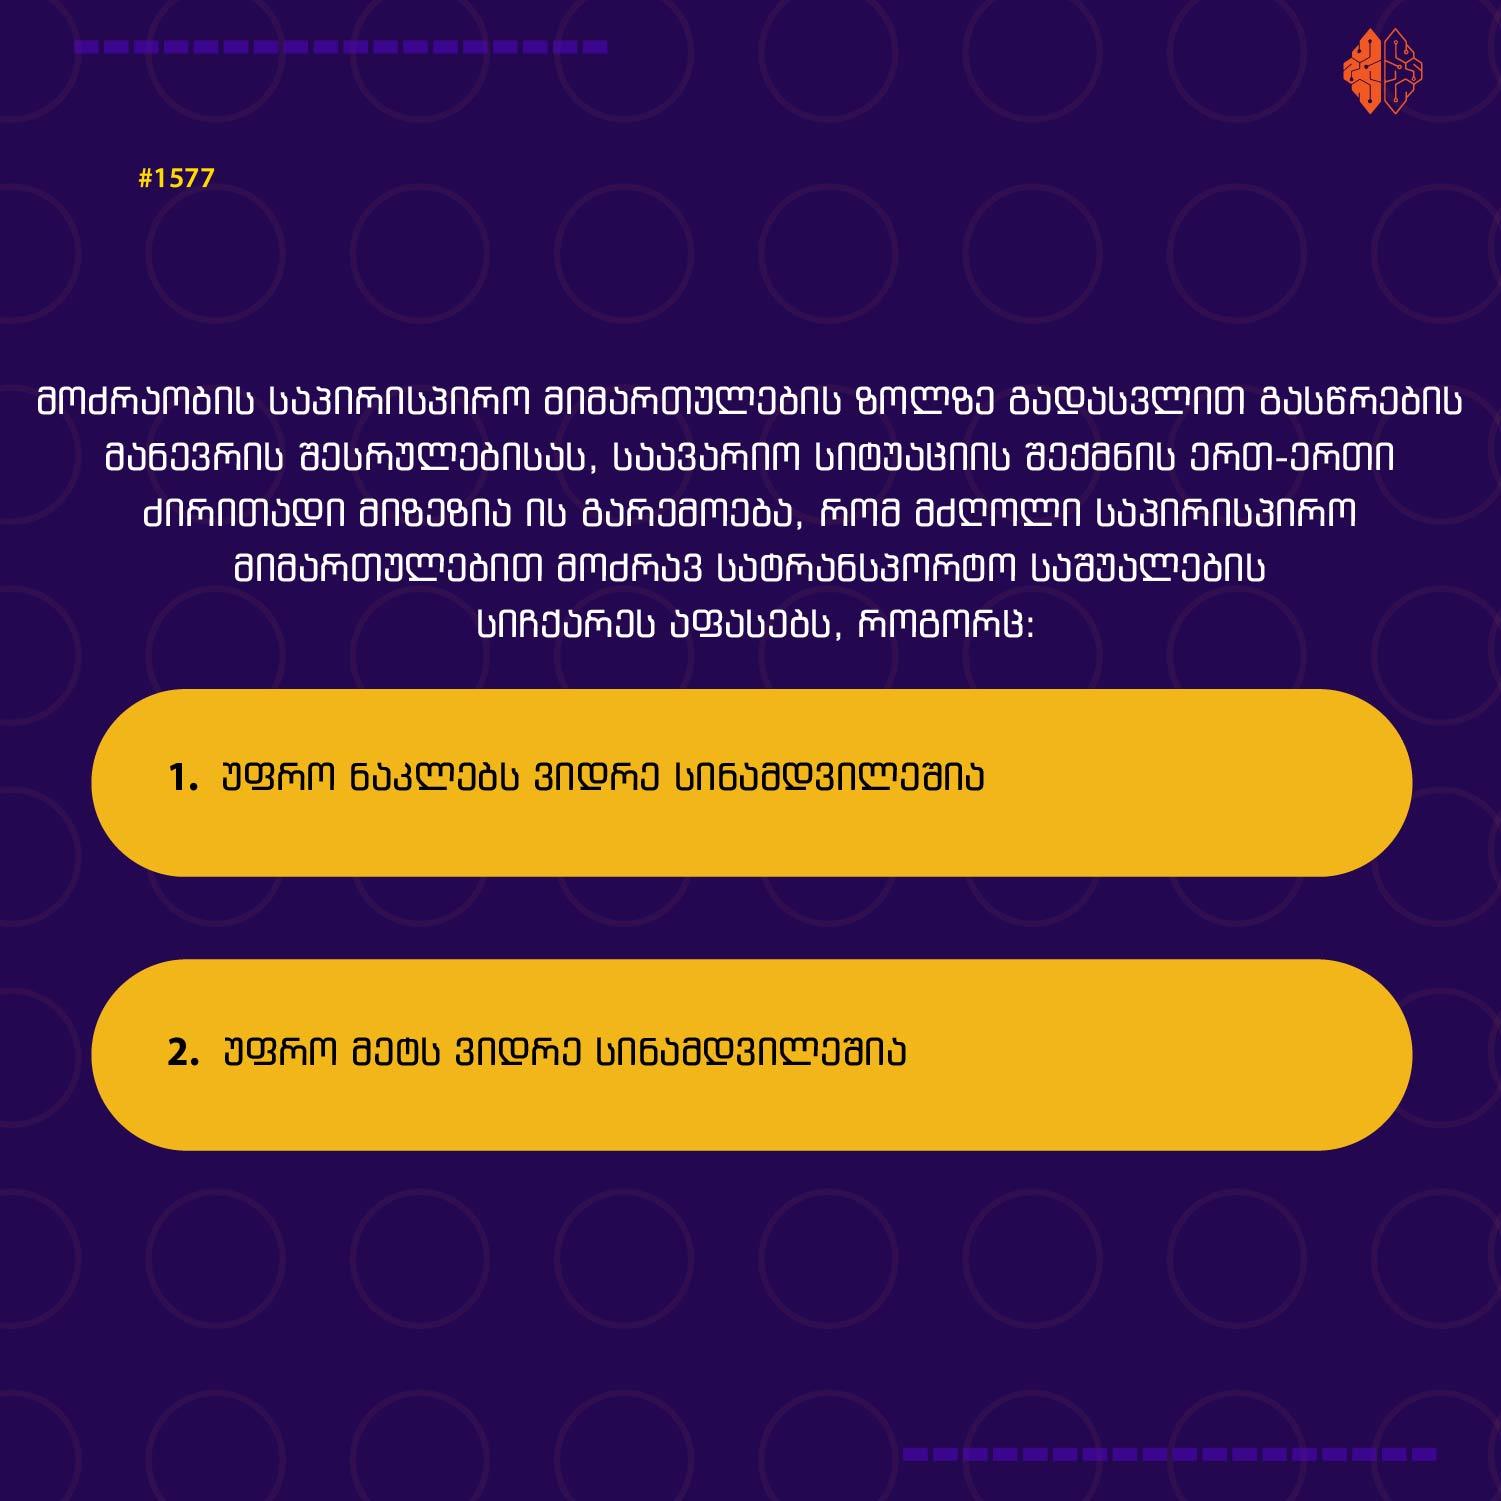 #1577
მოძრაობის საპირისპირო მიმართულების ზოლზე გადასვლით გასწრების
მანევრის შესრულებისას, საავარიო სიტუაციის შექმნის ერთ-ერთი
ძირითადი მიზეზია ის გარემოება, რომ მძღოლი საპირისპირო
მიმართულებით მოძრავ სატრანსპორტო საშუალების
სიჩქარეს აფასებს, როგორც:
1. უფრო ნაკლებს ვიდრე სინამდვილეშია
2. უფრო მეტს ვიდრე სინამდვილეშია